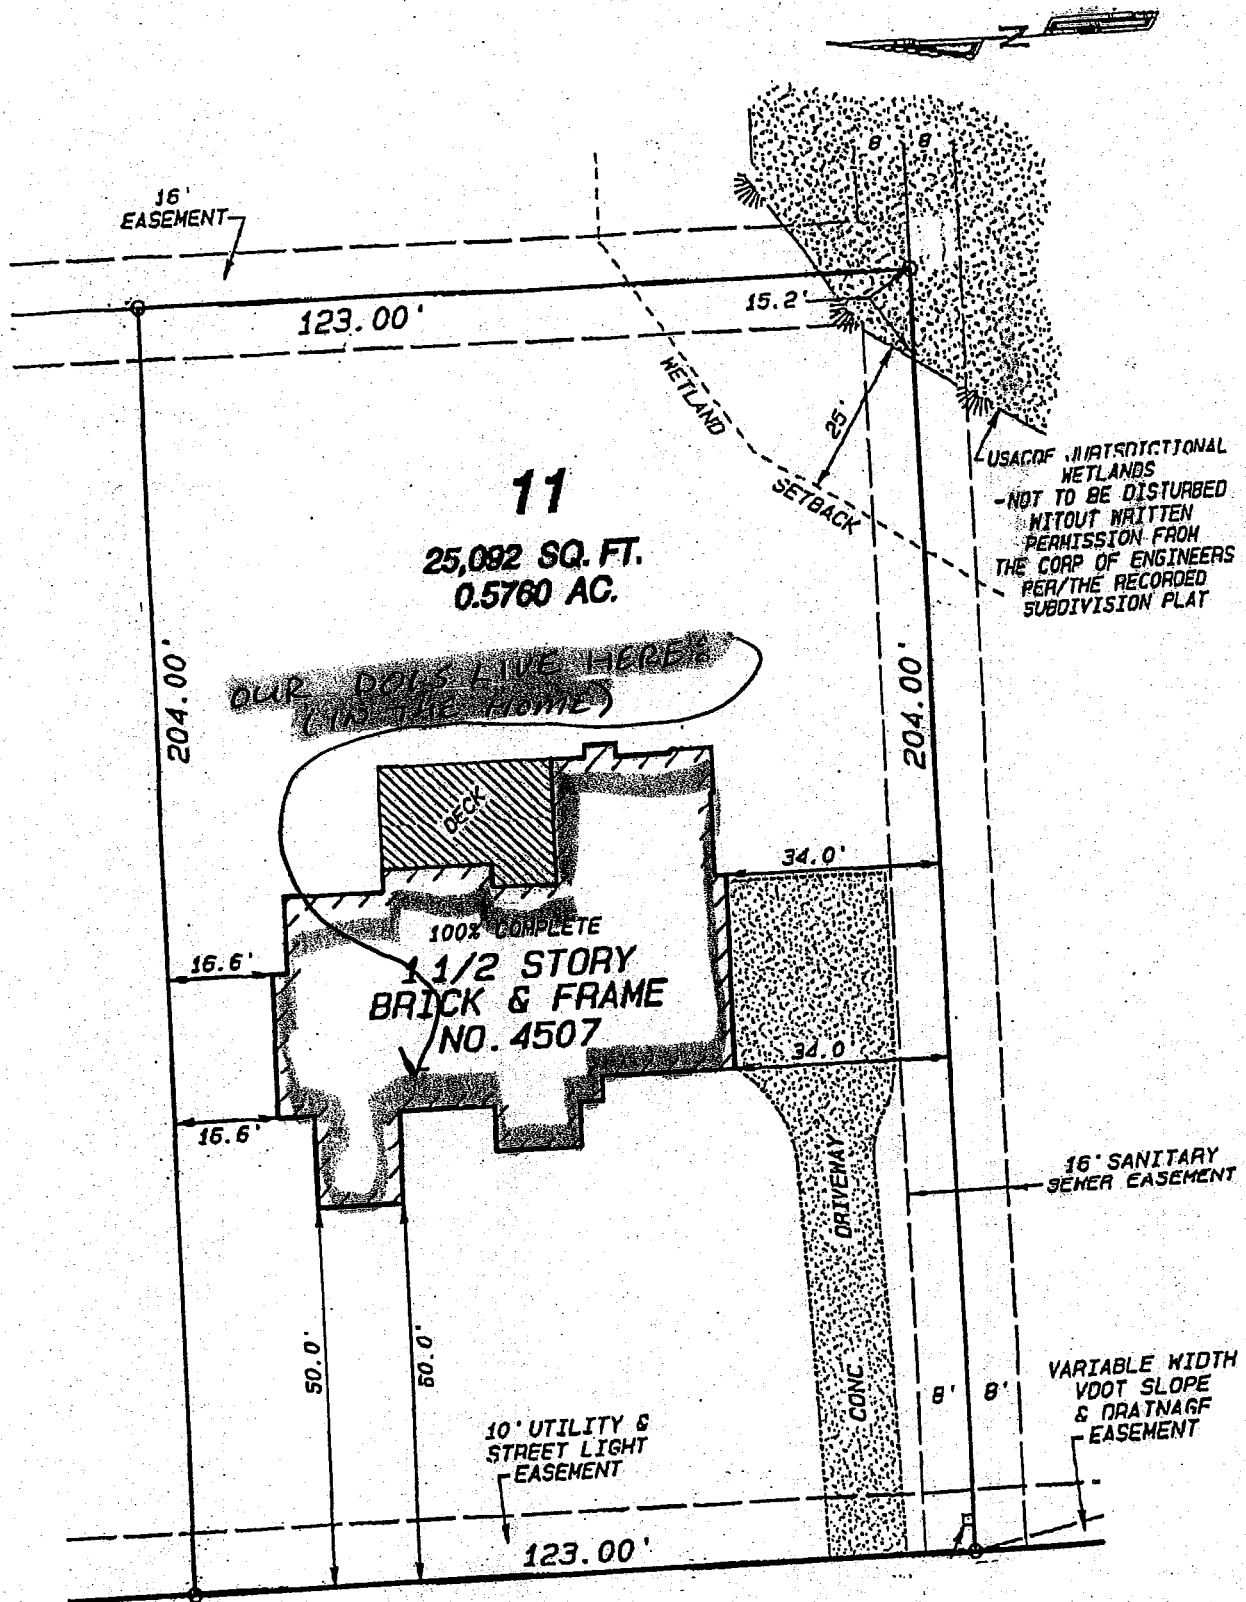 N
8' 8'
16'
EASEMENT
123.00'
15.2'
WETLAND
25'
SETBACK
USACOF JURISDICTIONAL
WETLANDS
-NOT TO BE DISTURBED
WITOUT WRITTEN
PERMISSION FROM
THE CORP OF ENGINEERS
PER/THE RECORDED
SUBDIVISION PLAT
11
25,092 SQ. FT.
0.5760 AC.
204.00'
204.00'
OUR DOGS LIVE HERE
(IN THE HOME)
DECK
34.0'
100% COMPLETE
1 1/2 STORY
BRICK & FRAME
NO. 4507
16.6'
34.0'
16.6'
DRIVEWAY
CONC.
16' SANITARY
SEWER EASEMENT
50.0'
50.0'
8' 8'
VARIABLE WIDTH
VDOT SLOPE
& DRAINAGE
EASEMENT
10' UTILITY &
STREET LIGHT
EASEMENT
123.00'